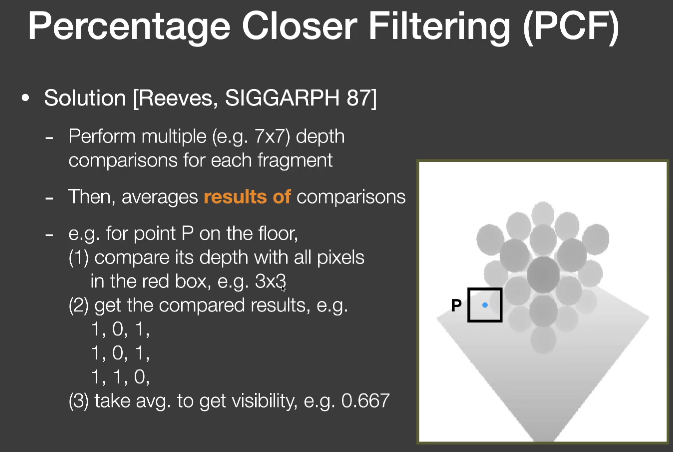 Percentage Closer Filtering (PCF)
• Solution [Reeves, SIGGARPH 87]
- Perform multiple (e.g. 7x7) depth
comparisons for each fragment
- Then, averages results of comparisons
- e.g. for point P on the floor,
(1) compare its depth with all pixels
in the red box, e.g. 3x3
(2) get the compared results, e.g.
1, 0, 1,
1, 0, 1,
1, 1, 0,
(3) take avg. to get visibility, e.g. 0.667
P